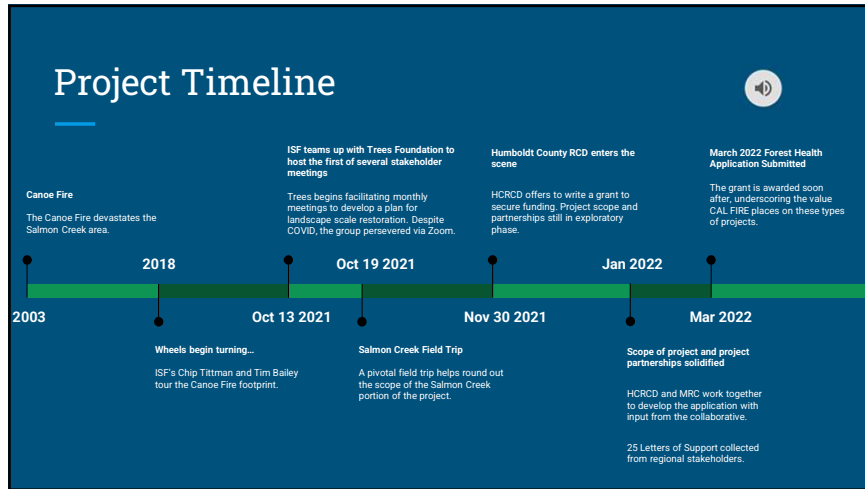 Project Timeline
Canoe Fire
The Canoe Fire devastates the
Salmon Creek area.
2003
2018
Wheels begin turning…
ISF's Chip Tittman and Tim Bailey
tour the Canoe Fire footprint.
ISF teams up with Trees Foundation to
host the first of several stakeholder
meetings
Trees begins facilitating monthly
meetings to develop a plan for
landscape scale restoration. Despite
COVID, the group persevered via Zoom.
Oct 13 2021
Oct 19 2021
Salmon Creek Field Trip
A pivotal field trip helps round out
the scope of the Salmon Creek
portion of the project.
Humboldt County RCD enters the
scene
HCRCD offers to write a grant to
secure funding. Project scope and
partnerships still in exploratory
phase.
Nov 30 2021
Jan 2022
Scope of project and project
partnerships solidified
HCRCD and MRC work together
to develop the application with
input from the collaborative.
25 Letters of Support collected
from regional stakeholders.
March 2022 Forest Health
Application Submitted
The grant is awarded soon
after, underscoring the value
CAL FIRE places on these types
of projects.
Mar 2022